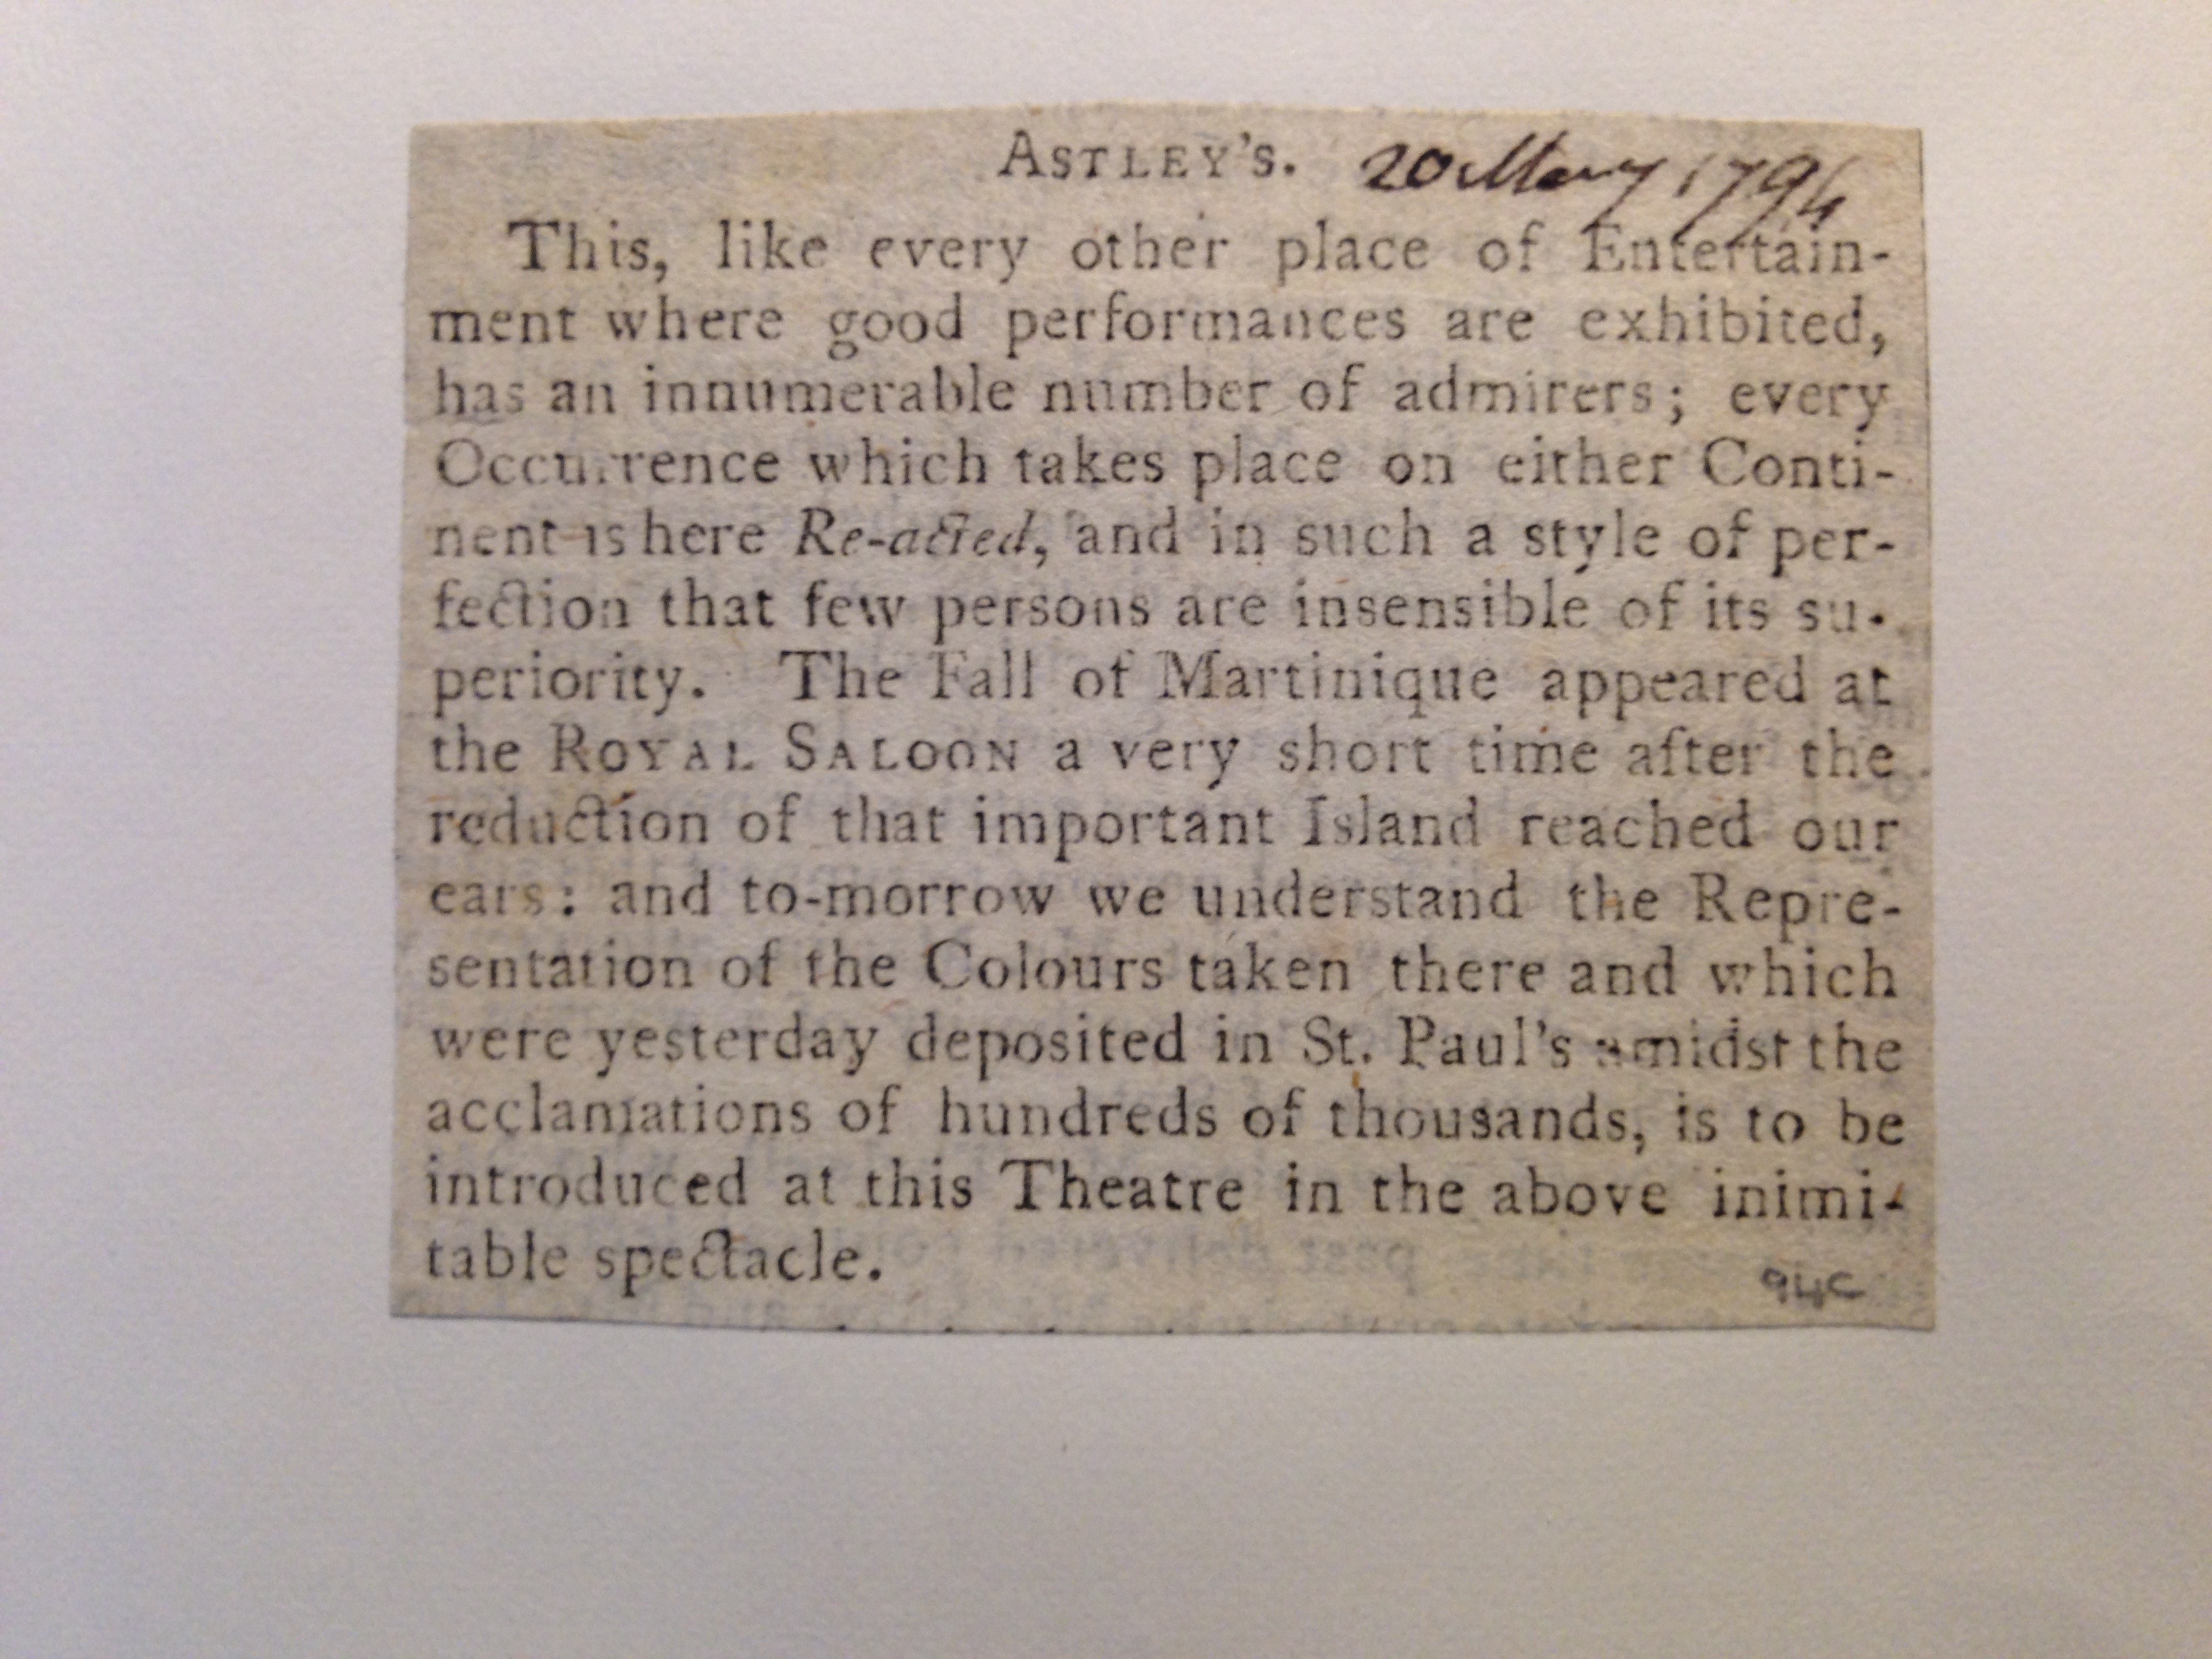 ASTLEY'S. 20 May 1794
This, like every other place of Entertain-
ment where good performances are exhibited,
has an innumerable number of admirers; every
Occurrence which takes place on either Conti-
nent is here Re-acted, and in such a style of per-
fection that few persons are insensible of its su-
periority. The Fall of Martinique appeared at
the ROYAL SALOON a very short time after the
reduction of that important Island reached our
ears: and to-morrow we understand the Repre-
sentation of the Colours taken there and which
were yesterday deposited in St. Paul's amidst the
acclamations of hundreds of thousands, is to be
introduced at this Theatre in the above inimi-
table spectacle.
94C